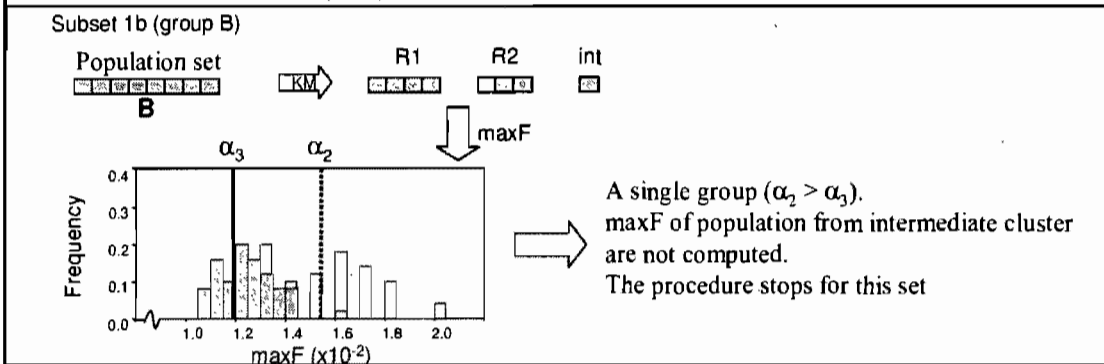 Subset 1b (group B)
Population set
B
KM
R1
R2
int
maxF
α3
α2
0.4
0.3
0.2
0.1
0.0
Frequency
1.0
1.2
1.4
1.6
1.8
2.0
maxF (x10-2)
A single group (α2 > α3).
maxF of population from intermediate cluster
are not computed.
The procedure stops for this set